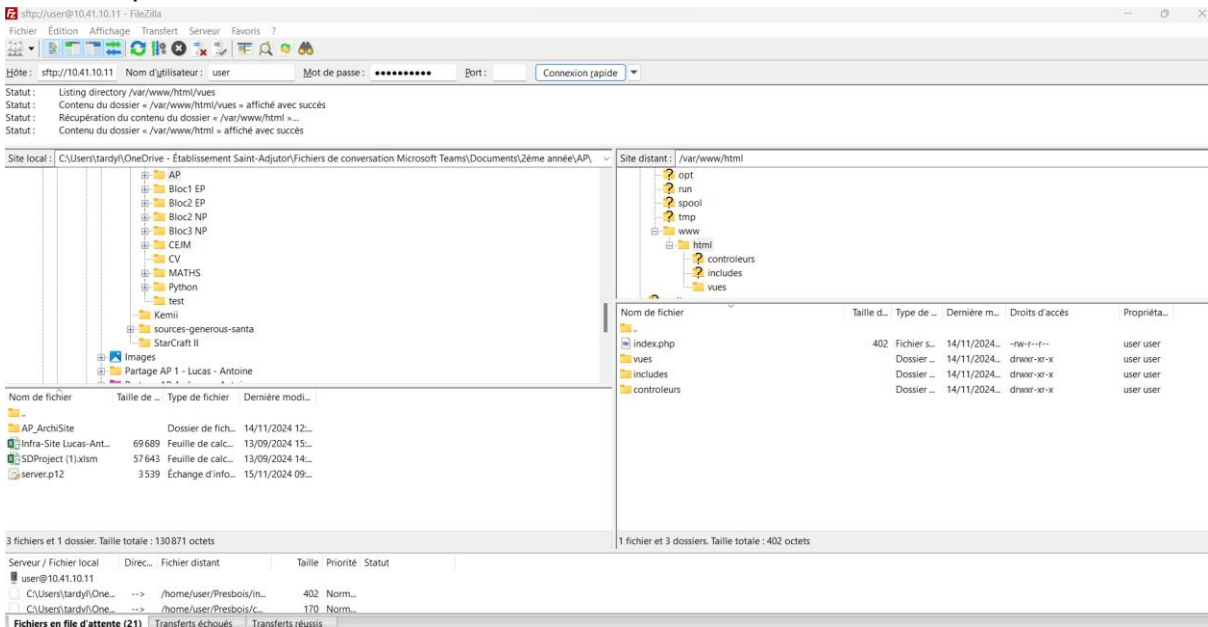 sftp://user@10.41.10.11 - FileZilla
Fichier Édition Affichage Transfert Serveur Favoris ?
Hôte : sftp://10.41.10.11 Nom d'utilisateur : user Mot de passe : ●●●●●●●●●● Port : Connexion rapide
Statut : Listing directory /var/www/html/vues
Statut : Contenu du dossier « /var/www/html/vues » affiché avec succès
Statut : Récupération du contenu du dossier « /var/www/html »...
Statut : Contenu du dossier « /var/www/html » affiché avec succès
Site local : C:\Users\tardyl\OneDrive - Établissement Saint-Adjutor\Fichiers de conversation Microsoft Teams\Documents\2ème année\AP\
AP
Bloc1 EP
Bloc2 EP
Bloc2 NP
Bloc3 NP
CEJM
CV
MATHS
Python
test
Kemii
sources-generous-santa
StarCraft II
Images
Partage AP 1 - Lucas - Antoine
Nom de fichier Taille de ... Type de fichier Dernière modi...
..
AP_ArchiSite Dossier de fich... 14/11/2024 12:...
Infra-Site Lucas-Ant... 69 689 Feuille de calc... 13/09/2024 15:...
SDProject (1).xlsm 57 643 Feuille de calc... 13/09/2024 14:...
server.p12 3 539 Échange d'info... 15/11/2024 09:...
3 fichiers et 1 dossier. Taille totale : 130 871 octets
Site distant : /var/www/html
opt
run
spool
tmp
www
html
controleurs
includes
vues
Nom de fichier Taille d... Type de ... Dernière m... Droits d'accès Propriéta...
..
index.php 402 Fichier s... 14/11/2024... -rw-r--r-- user user
vues Dossier ... 14/11/2024... drwxr-xr-x user user
includes Dossier ... 14/11/2024... drwxr-xr-x user user
controleurs Dossier ... 14/11/2024... drwxr-xr-x user user
1 fichier et 3 dossiers. Taille totale : 402 octets
Serveur / Fichier local Direc... Fichier distant Taille Priorité Statut
user@10.41.10.11
C:\Users\tardyl\One... --> /home/user/Presbois/in... 402 Norm...
C:\Users\tardyl\One... --> /home/user/Presbois/c... 170 Norm...
Fichiers en file d'attente (21) Transferts échoués Transferts réussis